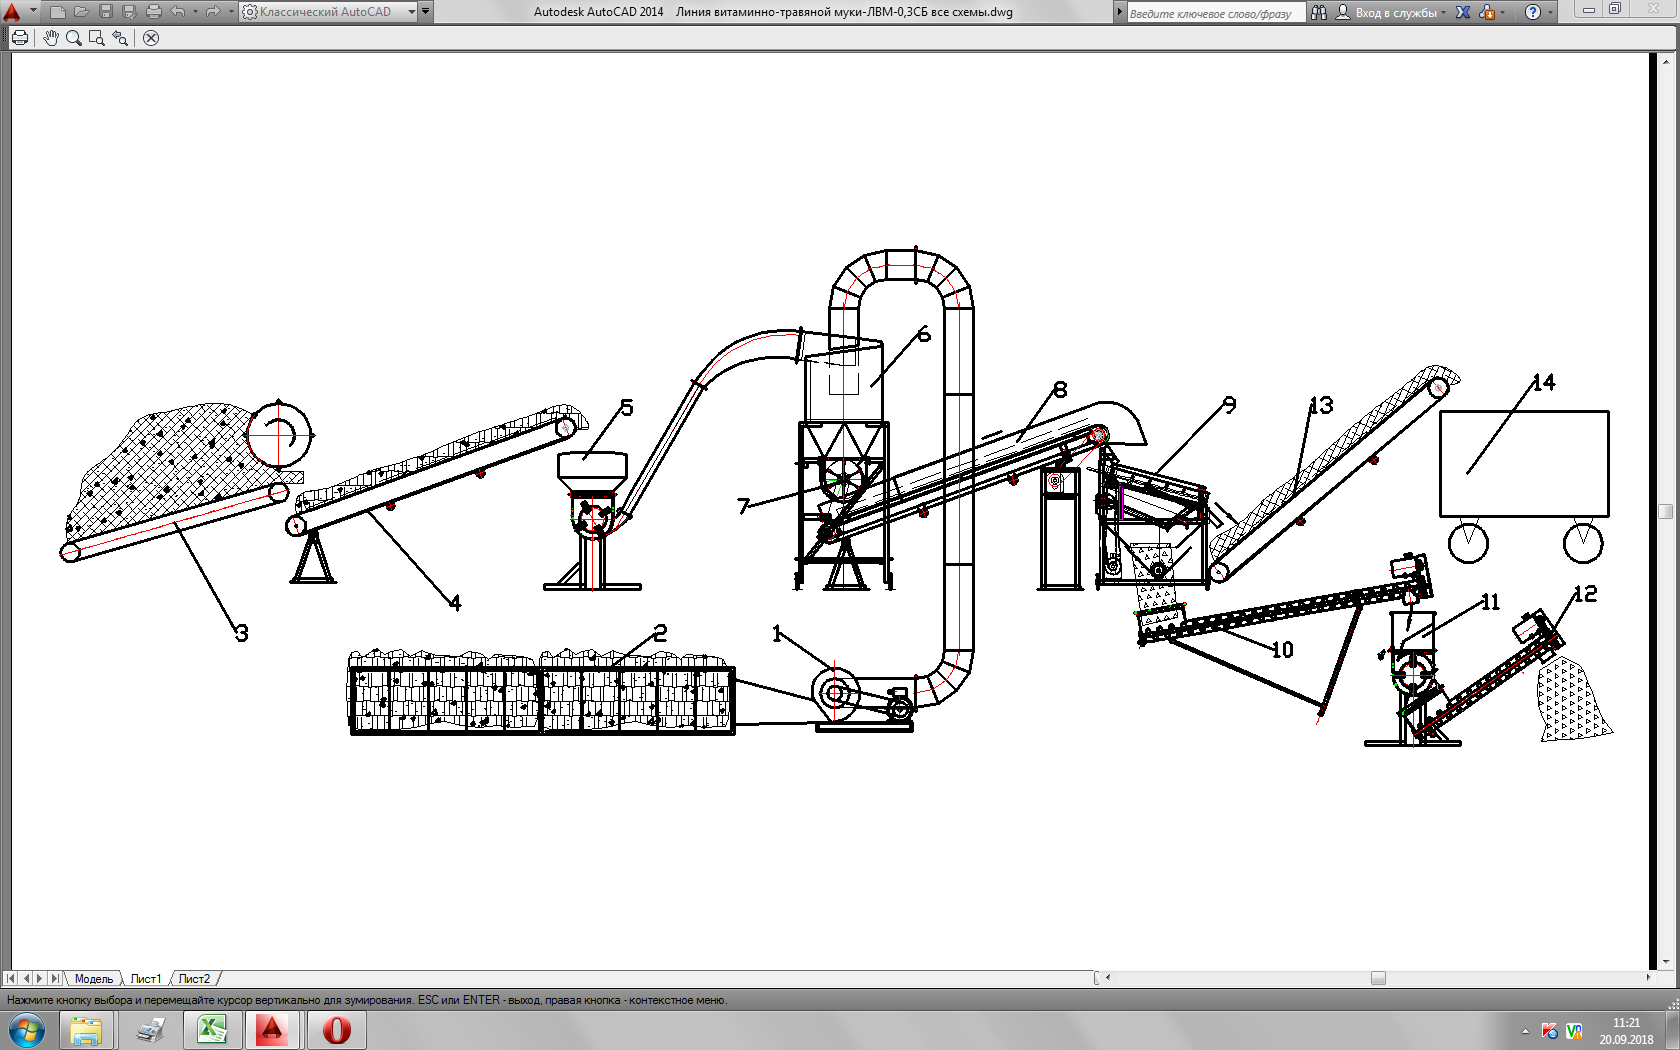 Классический AutoCAD
Autodesk AutoCAD 2014 Линия витаминно-травяной муки-ЛВМ-0,3СБ все схемы.dwg
Введите ключевое слово/фразу
Вход в службы
6
14
8
5
9
13
7
3
4
2
1
10
11
12
Модель Лист1 Лист2
Нажмите кнопку выбора и перемещайте курсор вертикально для зумирования. ESC или ENTER - выход, правая кнопка - контекстное меню.
11:21
20.09.2018